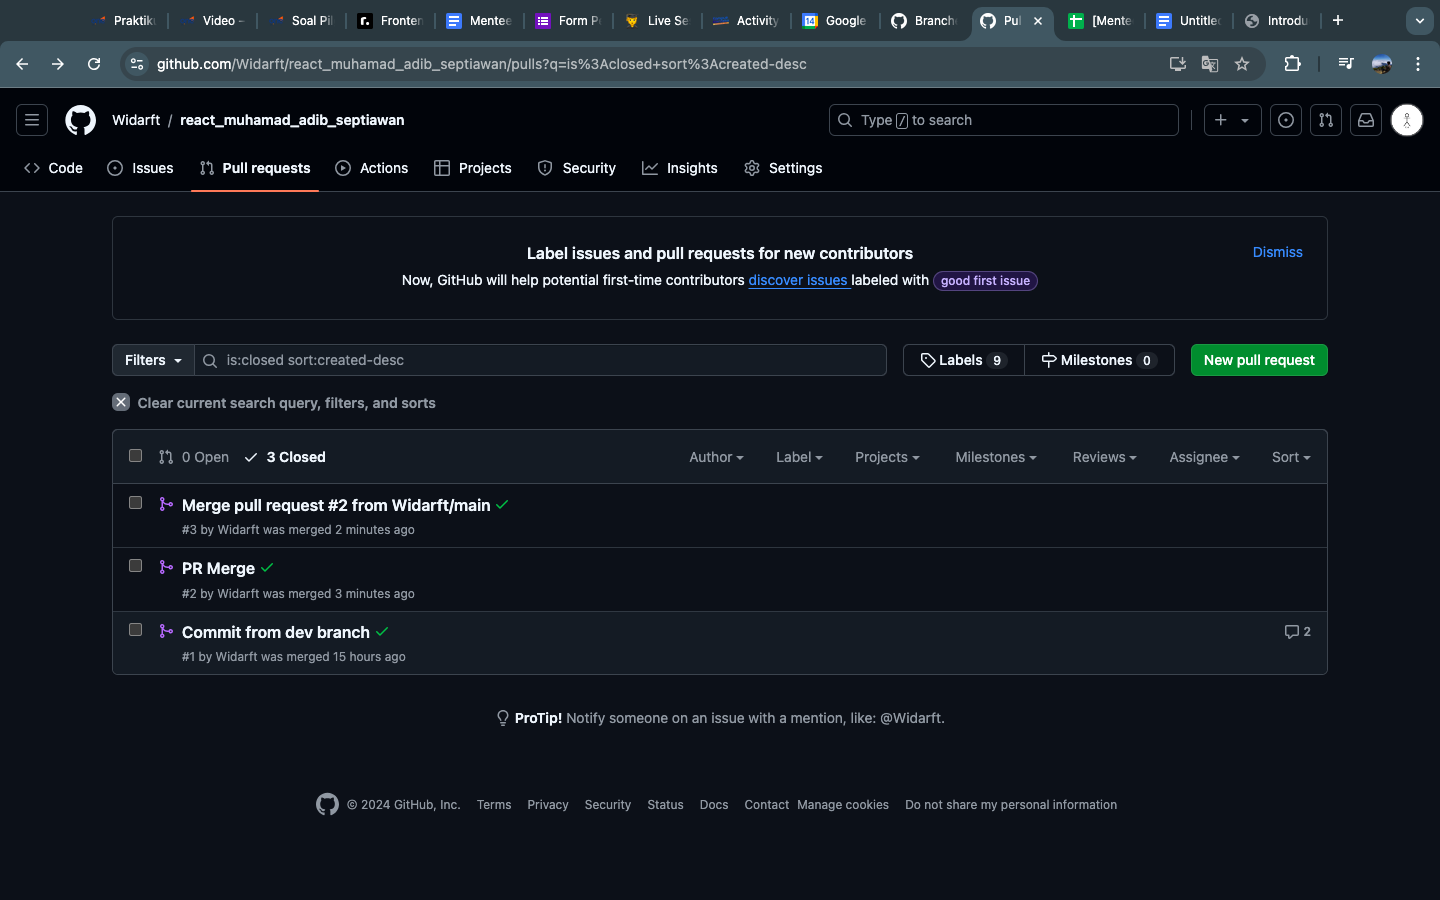 Praktiku Video – Soal Pil Fronten Mentee Form Pe Live Se Activity Google Branche Pul [Mente Untitled Introdu
github.com/Widarft/react_muhamad_adib_septiawan/pulls?q=is%3Aclosed+sort%3Acreated-desc
Widarft / react_muhamad_adib_septiawan
Type / to search
Code Issues Pull requests Actions Projects Security Insights Settings
Label issues and pull requests for new contributors
Dismiss
Now, GitHub will help potential first-time contributors discover issues labeled with good first issue
Filters is:closed sort:created-desc Labels 9 Milestones 0 New pull request
Clear current search query, filters, and sorts
0 Open 3 Closed Author Label Projects Milestones Reviews Assignee Sort
Merge pull request #2 from Widarft/main
#3 by Widarft was merged 2 minutes ago
PR Merge
#2 by Widarft was merged 3 minutes ago
Commit from dev branch 2
#1 by Widarft was merged 15 hours ago
ProTip! Notify someone on an issue with a mention, like: @Widarft.
© 2024 GitHub, Inc. Terms Privacy Security Status Docs Contact Manage cookies Do not share my personal information